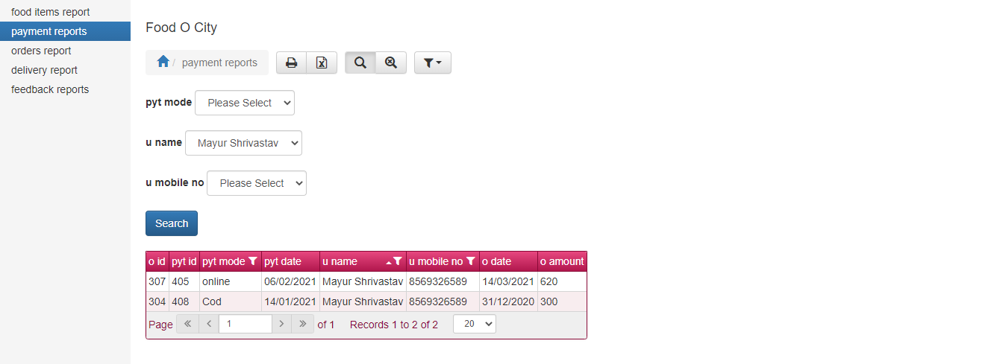 food items report
payment reports
orders report
delivery report
feedback reports
Food O City
/ payment reports
pyt mode Please Select
u name Mayur Shrivastav
u mobile no Please Select
Search
o id pyt id pyt mode pyt date u name u mobile no o date o amount
307 405 online 06/02/2021 Mayur Shrivastav 8569326589 14/03/2021 620
304 408 Cod 14/01/2021 Mayur Shrivastav 8569326589 31/12/2020 300
Page 1 of 1 Records 1 to 2 of 2 20